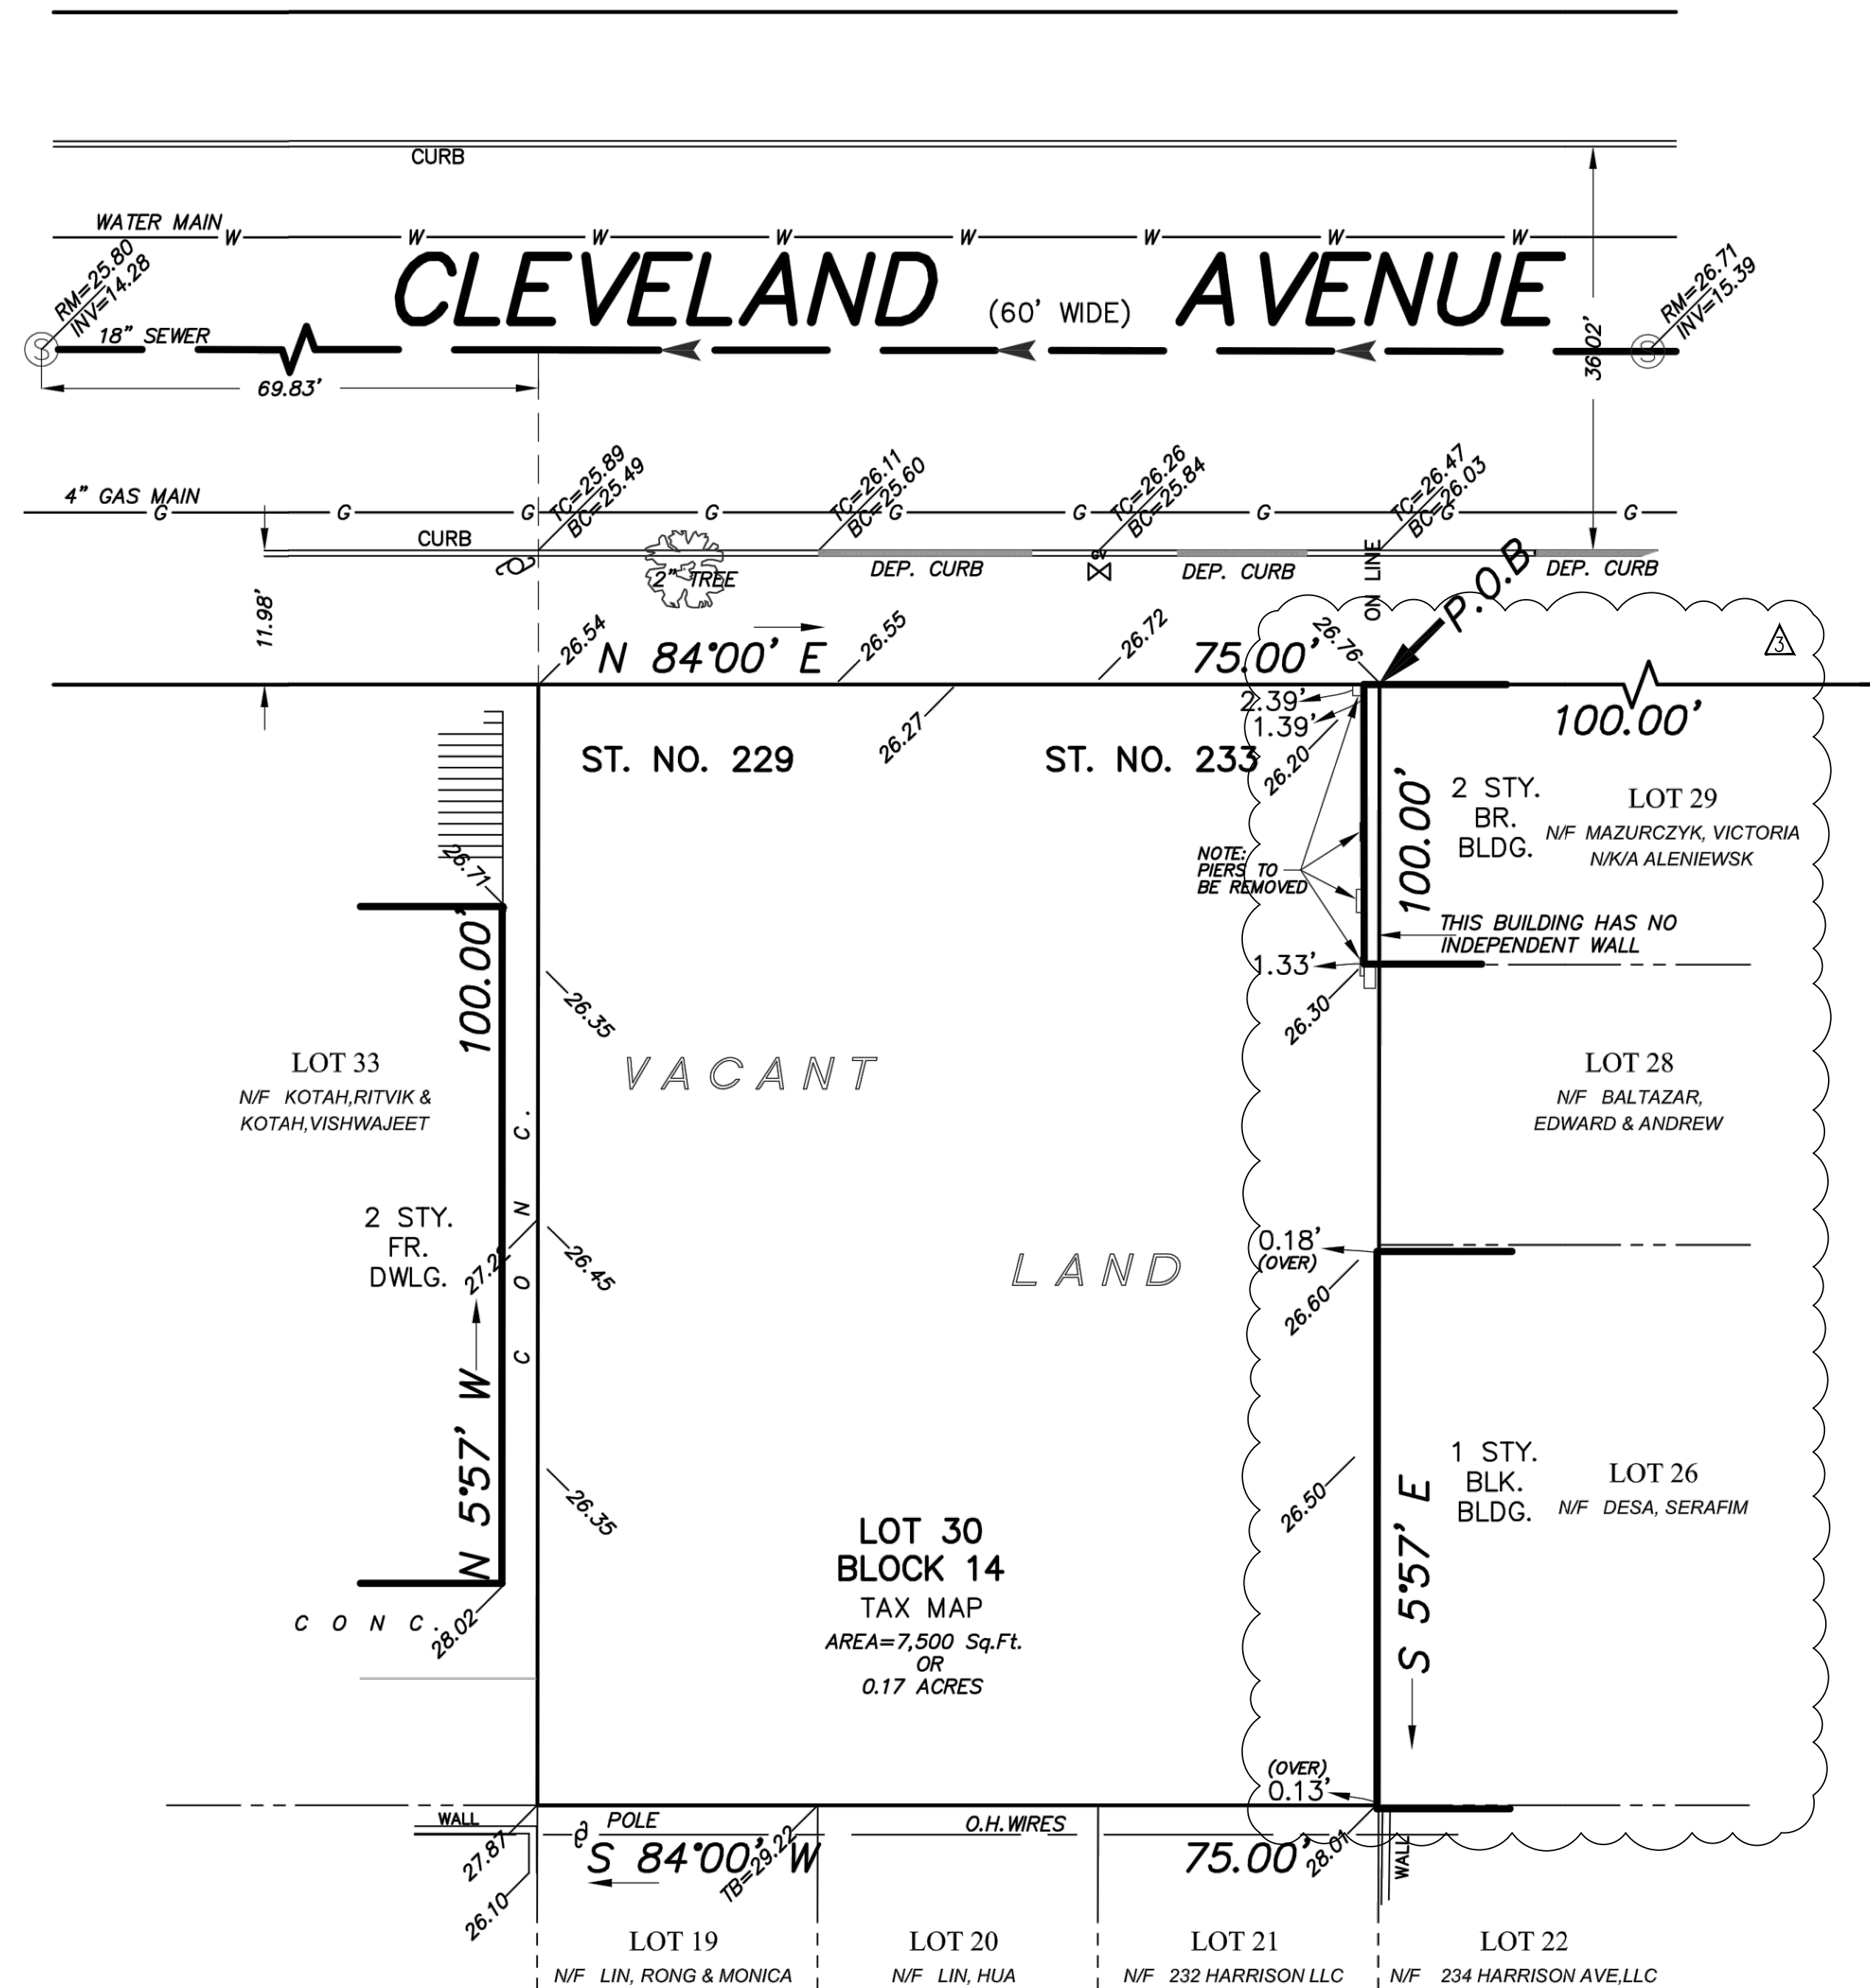 CURB
WATER MAIN
W W W W W W W W
CLEVELAND AVENUE
(60' WIDE)
RM=25.80
INV=14.28
RM=26.71
INV=15.39
S
18" SEWER
S
69.83'
36.02'
TC=25.89
BC=25.49
TC=26.11
BC=25.60
TC=26.26
BC=25.84
TC=26.47
BC=26.03
4" GAS MAIN
G G G G G G G G G
CURB
2" TREE
DEP. CURB
GV
DEP. CURB
ON LINE
P.O.B
DEP. CURB
11.98'
26.54
N 84°00' E
26.55
26.72
75.00'
26.76
3
2.39'
1.39'
100.00'
26.27
26.20
ST. NO. 229
ST. NO. 233
100.00'
2 STY.
BR.
BLDG.
LOT 29
N/F MAZURCZYK, VICTORIA
N/K/A ALENIEWSK
NOTE:
PIERS TO
BE REMOVED
THIS BUILDING HAS NO
INDEPENDENT WALL
26.71
100.00'
1.33'
26.35
26.30
LOT 33
N/F KOTAH,RITVIK &
KOTAH,VISHWAJEET
VACANT
LOT 28
N/F BALTAZAR,
EDWARD & ANDREW
CONC.
2 STY.
FR.
DWLG.
26.45
LAND
0.18'
(OVER)
26.60
N 5°57' W
26.35
26.50
S 5°57' E
1 STY.
BLK.
BLDG.
LOT 26
N/F DESA, SERAFIM
LOT 30
BLOCK 14
TAX MAP
AREA=7,500 Sq.Ft.
OR
0.17 ACRES
CONC.
28.02
(OVER)
0.13'
WALL
POLE
O.H.WIRES
27.87
S 84°00' W
TB=29.22
75.00'
28.01
WALL
26.10
LOT 19
N/F LIN, RONG & MONICA
LOT 20
N/F LIN, HUA
LOT 21
N/F 232 HARRISON LLC
LOT 22
N/F 234 HARRISON AVE,LLC